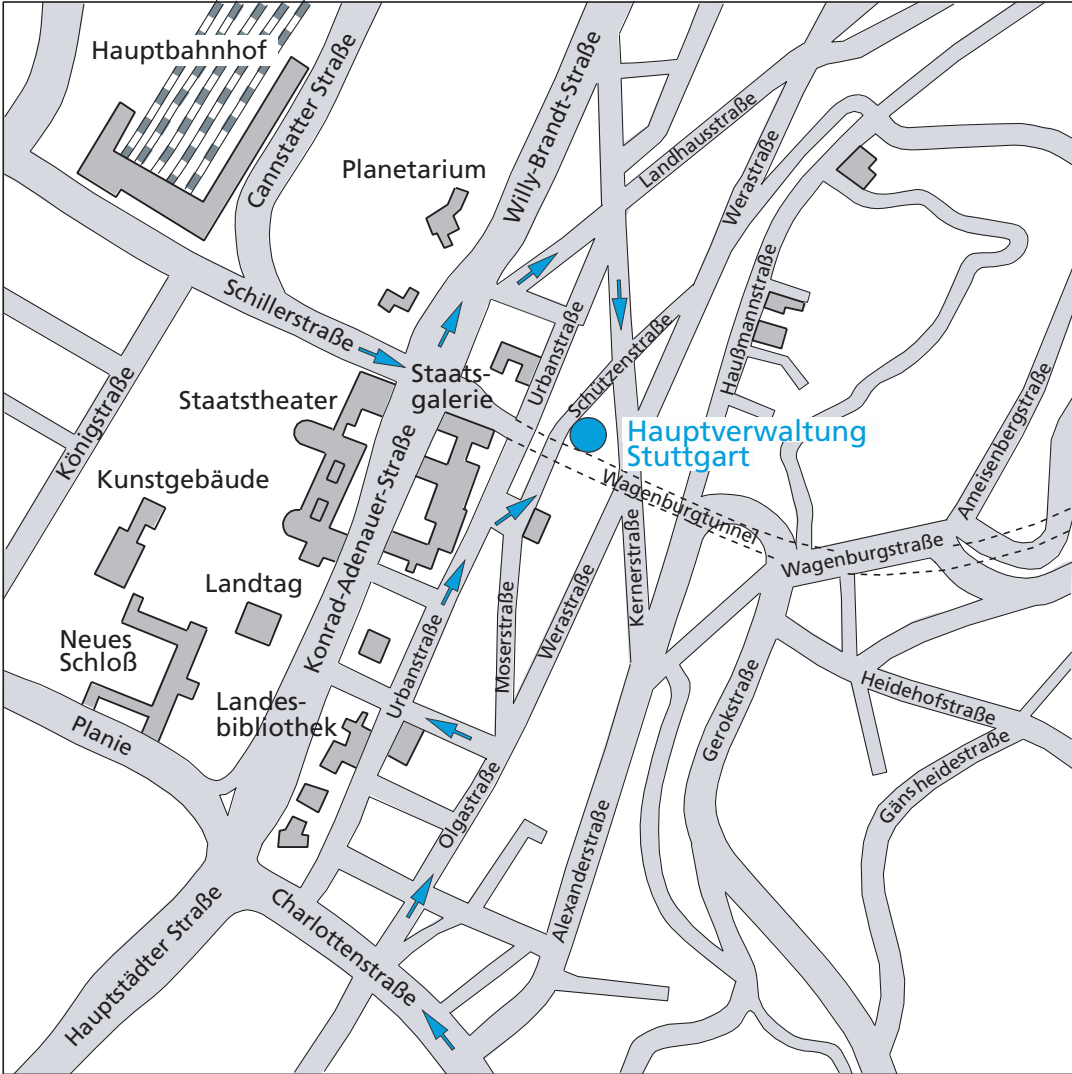 Hauptbahnhof
Cannstatter Straße
Willy-Brandt-Straße
Planetarium
Landhausstraße
Werastraße
Schillerstraße
Haußmannstraße
Urbanstraße
Schützenstraße
Staats-
galerie
Staatstheater
Königstraße
Hauptverwaltung
Stuttgart
Ameisenbergstraße
Kunstgebäude
Konrad-Adenauer-Straße
Wagenburgtunnel
Wagenburgstraße
Kernerstraße
Landtag
Moserstraße
Werastraße
Neues
Schloß
Urbanstraße
Landes-
bibliothek
Planie
Gerokstraße
Heidehofstraße
Gänsheidestraße
Olgastraße
Alexanderstraße
Charlottenstraße
Hauptstädter Straße